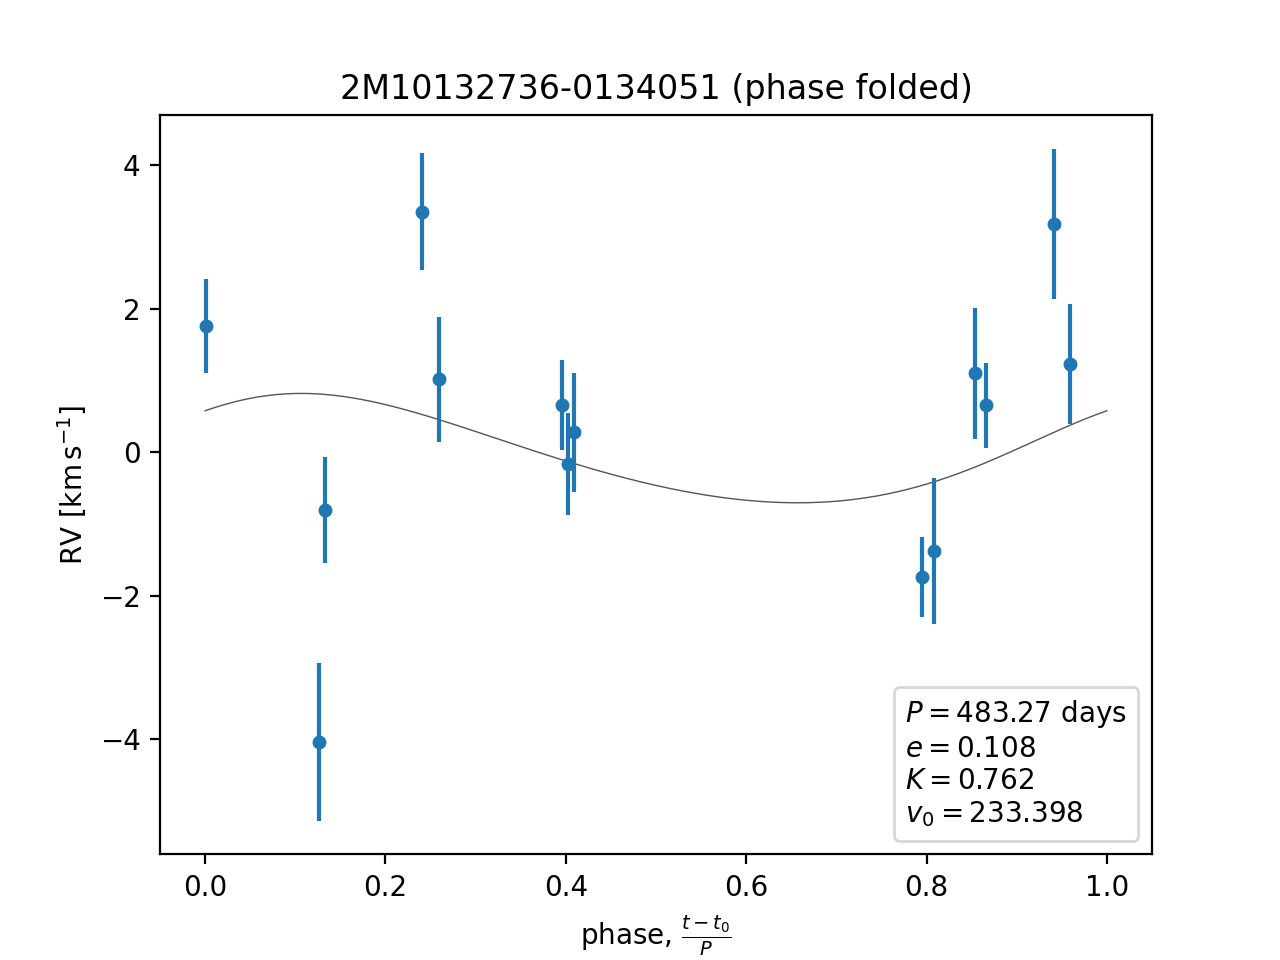 2M10132736-0134051 (phase folded)
4
2
0
−2
−4
RV [km s⁻¹]
0.0 0.2 0.4 0.6 0.8 1.0
phase, (t − t₀)/P
P = 483.27 days
e = 0.108
K = 0.762
v₀ = 233.398